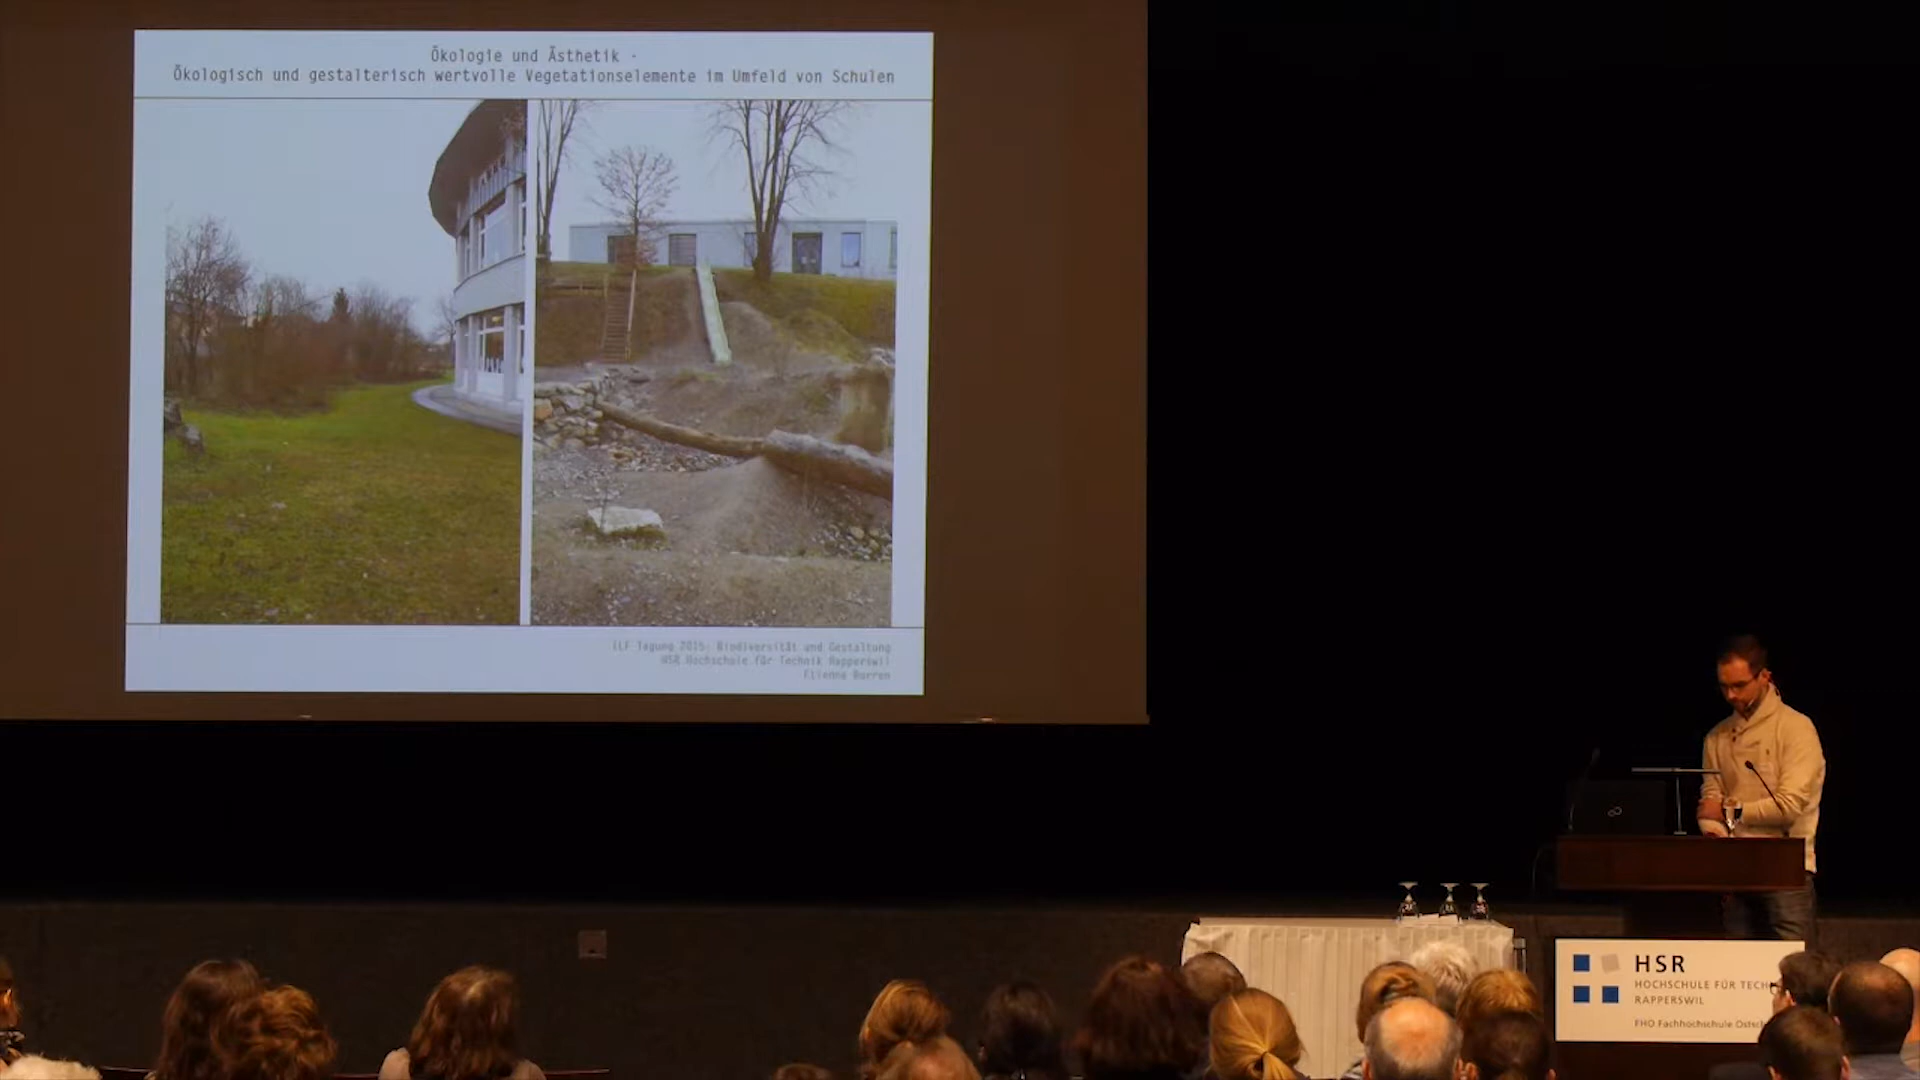 Ökologie und Ästhetik -
Ökologisch und gestalterisch wertvolle Vegetationselemente im Umfeld von Schulen
ILF Tagung 2015: Biodiversität und Gestaltung
HSR Hochschule für Technik Rapperswil
Etienne
HSR
HOCHSCHULE FÜR TECH
RAPPERSWIL
FHO Fachhochschule Ostsch